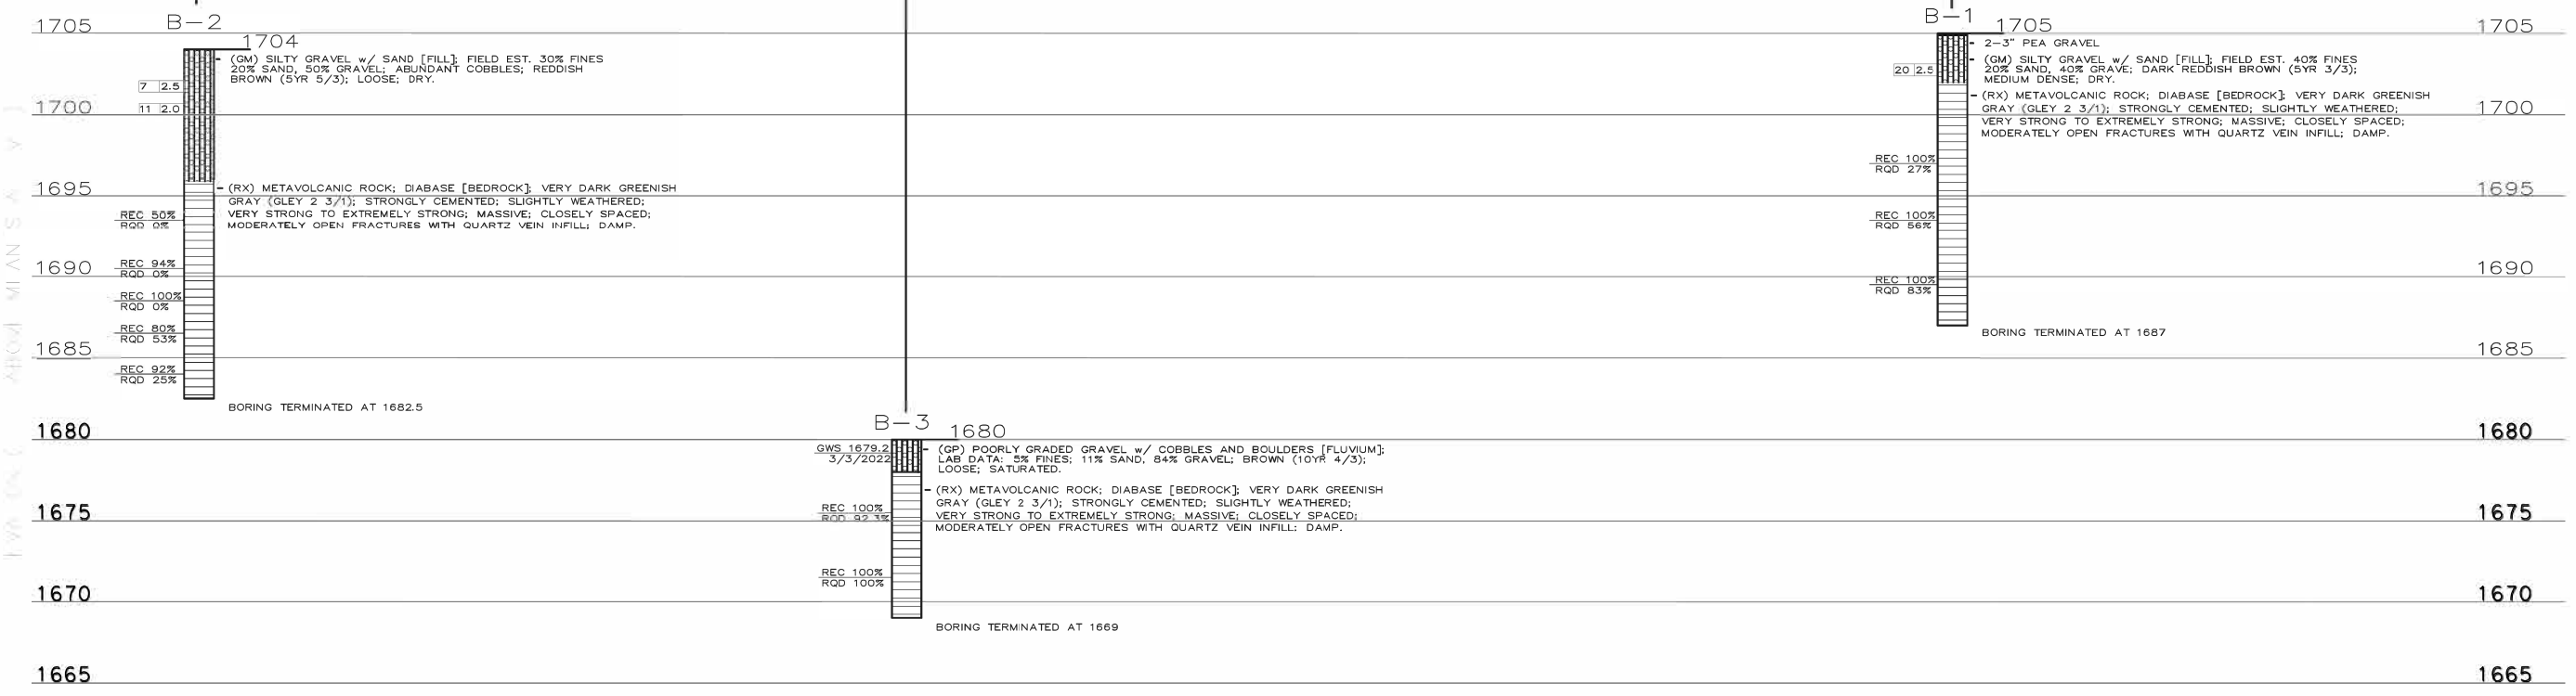 1705
B-2
1704
(GM) SILTY GRAVEL w/ SAND [FILL]; FIELD EST. 30% FINES
20% SAND, 50% GRAVEL; ABUNDANT COBBLES; REDDISH
BROWN (5YR 5/3); LOOSE; DRY.
7 2.5
11 2.0
1700
1695
(RX) METAVOLCANIC ROCK; DIABASE [BEDROCK]; VERY DARK GREENISH
GRAY (GLEY 2 3/1); STRONGLY CEMENTED; SLIGHTLY WEATHERED;
VERY STRONG TO EXTREMELY STRONG; MASSIVE; CLOSELY SPACED;
MODERATELY OPEN FRACTURES WITH QUARTZ VEIN INFILL; DAMP.
REC 50%
RQD 0%
1690
REC 94%
RQD 0%
REC 100%
RQD 0%
REC 80%
RQD 53%
1685
REC 92%
RQD 25%
BORING TERMINATED AT 1682.5
B-1
1705
1705
2-3" PEA GRAVEL
(GM) SILTY GRAVEL w/ SAND [FILL]; FIELD EST. 40% FINES
20% SAND, 40% GRAVE; DARK REDDISH BROWN (5YR 3/3);
MEDIUM DENSE; DRY.
20 2.5
(RX) METAVOLCANIC ROCK; DIABASE [BEDROCK]; VERY DARK GREENISH
GRAY (GLEY 2 3/1); STRONGLY CEMENTED; SLIGHTLY WEATHERED;
VERY STRONG TO EXTREMELY STRONG; MASSIVE; CLOSELY SPACED;
MODERATELY OPEN FRACTURES WITH QUARTZ VEIN INFILL; DAMP.
1700
REC 100%
RQD 27%
1695
REC 100%
RQD 56%
1690
REC 100%
RQD 83%
BORING TERMINATED AT 1687
1685
1680
B-3
1680
1680
GWS 1679.2
3/3/2022
(GP) POORLY GRADED GRAVEL w/ COBBLES AND BOULDERS [FLUVIUM];
LAB DATA: 5% FINES; 11% SAND, 84% GRAVEL; BROWN (10YR 4/3);
LOOSE; SATURATED.
(RX) METAVOLCANIC ROCK; DIABASE [BEDROCK]; VERY DARK GREENISH
GRAY (GLEY 2 3/1); STRONGLY CEMENTED; SLIGHTLY WEATHERED;
VERY STRONG TO EXTREMELY STRONG; MASSIVE; CLOSELY SPACED;
MODERATELY OPEN FRACTURES WITH QUARTZ VEIN INFILL: DAMP.
1675
REC 100%
RQD 92.3%
1675
1670
REC 100%
RQD 100%
1670
BORING TERMINATED AT 1669
1665
1665